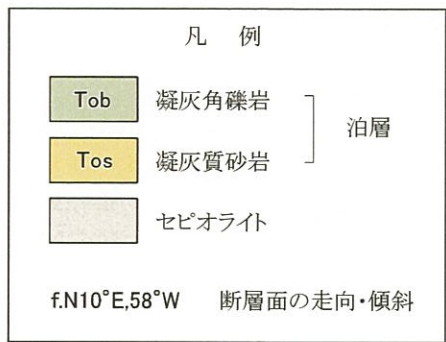 凡 例
Tob 凝灰角礫岩
泊層
Tos 凝灰質砂岩
セピオライト
f.N10°E,58°W 断層面の走向・傾斜